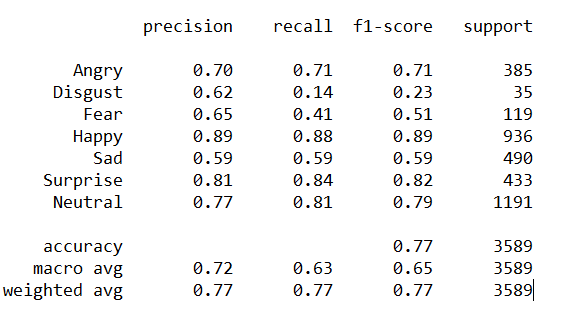 precision recall f1-score support
Angry 0.70 0.71 0.71 385
Disgust 0.62 0.14 0.23 35
Fear 0.65 0.41 0.51 119
Happy 0.89 0.88 0.89 936
Sad 0.59 0.59 0.59 490
Surprise 0.81 0.84 0.82 433
Neutral 0.77 0.81 0.79 1191
accuracy 0.77 3589
macro avg 0.72 0.63 0.65 3589
weighted avg 0.77 0.77 0.77 3589